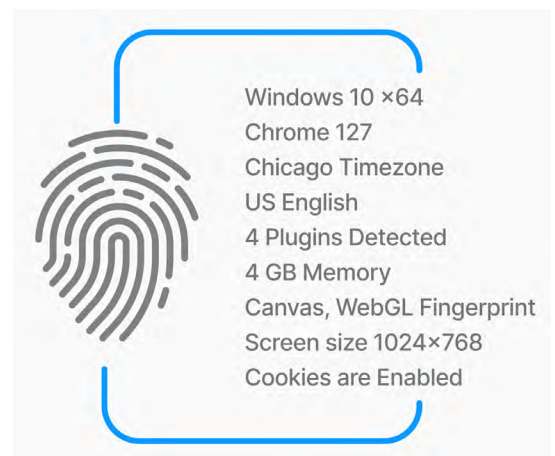 Windows 10 ×64
Chrome 127
Chicago Timezone
US English
4 Plugins Detected
4 GB Memory
Canvas, WebGL Fingerprint
Screen size 1024×768
Cookies are Enabled